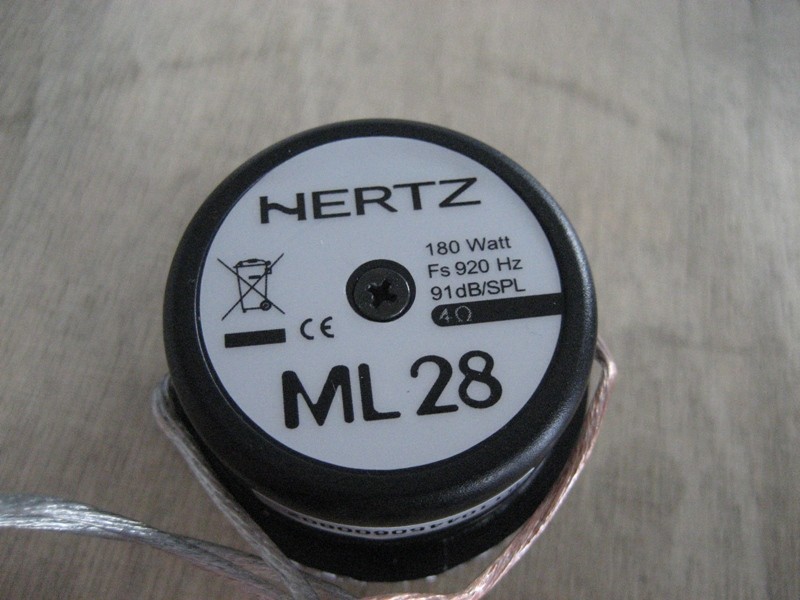 HERTZ
180 Watt
Fs 920 Hz
91dB/SPL
4Ω
CE
ML 28